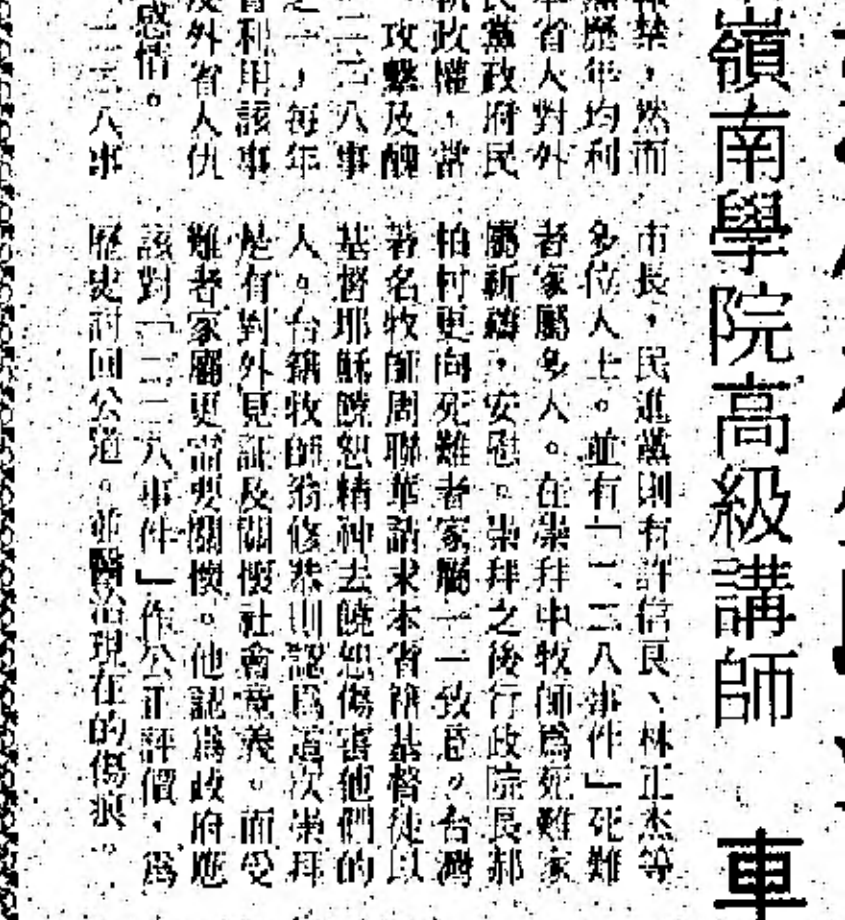 嶺南學院高級講師 車
禁,然而
歷年均利
省人對外
民黨政府民
執政權,當
攻擊及醜
二二八事
之一,每年
會利用該事
及外省人仇
感情。
二二八事
市長,民進黨則有許信良、林正杰等
多位人士。並有「二二八事件」死難
者家屬多人。在崇拜中牧師爲死難家
屬祈禱,安慰。崇拜之後行政院長郝
柏村更向死難者家屬一一致意。台灣
著名牧師周聯華請求本省籍基督徒以
基督耶穌饒恕精神去饒恕傷害他們的
人。台籍牧師翁修恭則認爲這次崇拜
是有對外見証及關懷社會意義。而受
難者家屬更需要關懷。他認爲政府應
該對「二二八事件」作公正評價,爲
歷史討回公道。並醫治現在的傷痕。